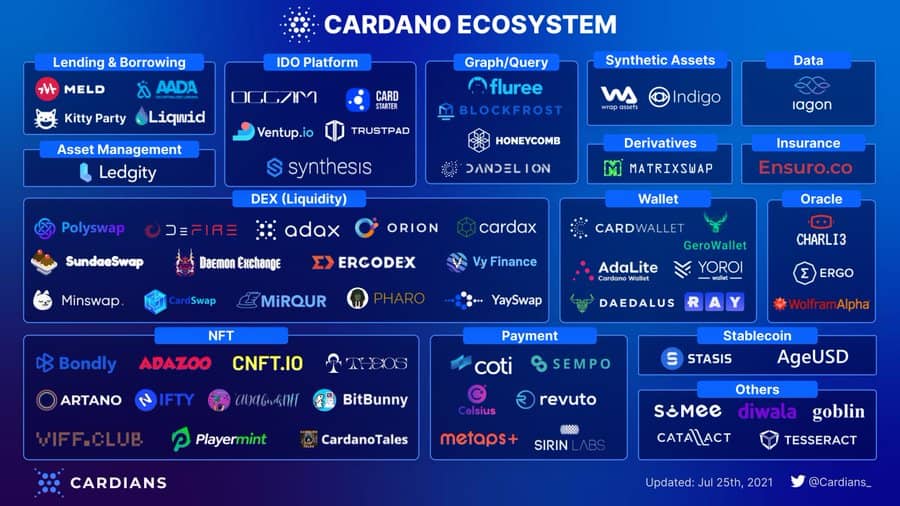 CARDANO ECOSYSTEM
Lending & Borrowing
MELD AADA
Kitty Party Liqwid
Asset Management
Ledgity
IDO Platform
OCCAM CARD STARTER
Ventup.io TRUSTPAD
synthesis
Graph/Query
fluree
BLOCKFROST
HONEYCOMB
DANDELION
Synthetic Assets
wrap assets Indigo
Data
iagon
Derivatives
MATRIXSWAP
Insurance
Ensuro.co
DEX (Liquidity)
Polyswap DEFIRE adax ORION cardax
SundaeSwap Daemon Exchange ERGODEX Vy Finance
Minswap. CardSwap MiRQUR PHARO YaySwap
Wallet
CARDWALLET GeroWallet
AdaLite Cardano Wallet YOROI wallet
DAEDALUS RAY
Oracle
CHARLI3
ERGO
WolframAlpha
NFT
Bondly ADAZOO CNFT.IO
ARTANO IFTY BitBunny
VIFF.CLUB Playermint CardanoTales
Payment
coti SEMPO
Celsius revuto
metaps+ SIRIN LABS
Stablecoin
STASIS AgeUSD
Others
SOMEE diwala goblin
CATALLACT TESSERACT
CARDIANS
Updated: Jul 25th, 2021 @Cardians_